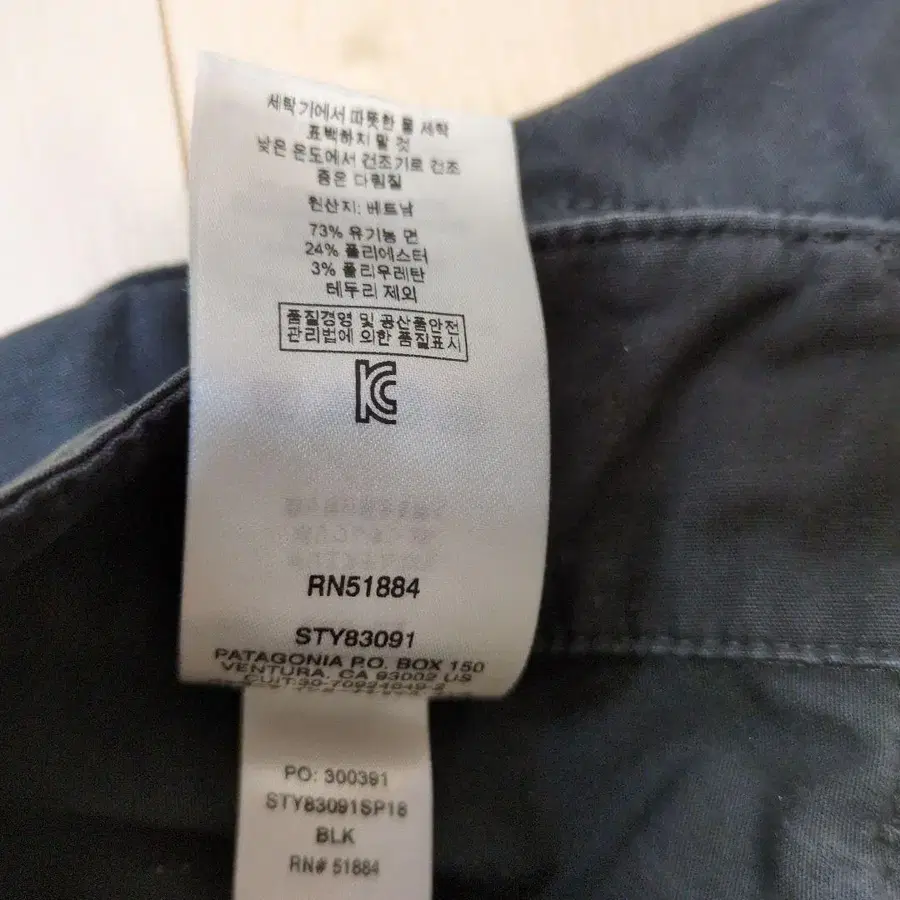 세탁기에서 따뜻한 물 세탁
표백하지 말 것
낮은 온도에서 건조기로 건조
중은 다림질
원산지: 베트남
73% 유기농 면
24% 폴리에스터
3% 폴리우레탄
테두리 제외
품질경영 및 공산품안전
관리법에 의한 품질표시
RN51884
STY83091
PATAGONIA P.O. BOX 150
VENTURA, CA 93002 US
CUIT:30-70924049-2
PO: 300391
STY83091SP18
BLK
RN# 51884